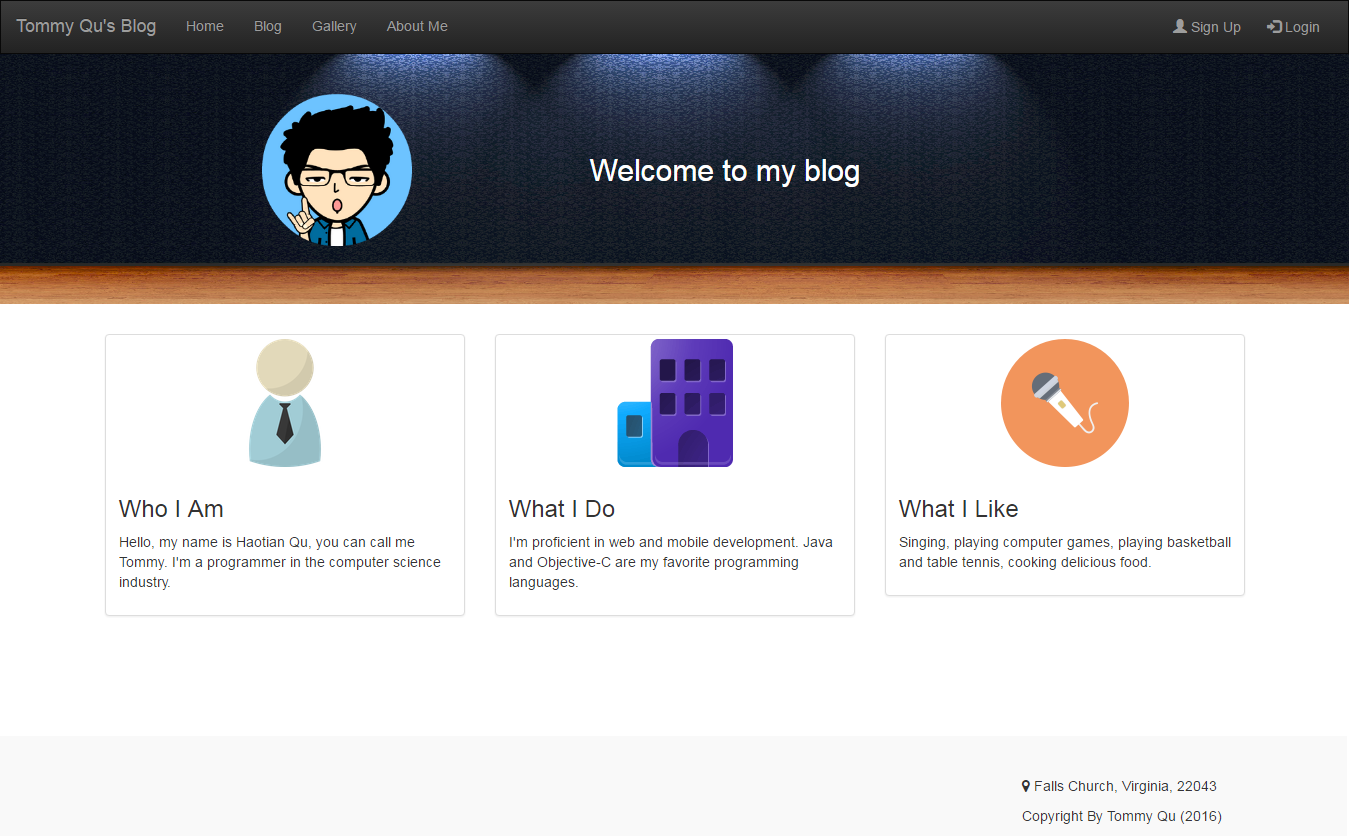 Tommy Qu's Blog Home Blog Gallery About Me Sign Up Login
Welcome to my blog
Who I Am
Hello, my name is Haotian Qu, you can call me
Tommy. I'm a programmer in the computer science
industry.
What I Do
I'm proficient in web and mobile development. Java
and Objective-C are my favorite programming
languages.
What I Like
Singing, playing computer games, playing basketball
and table tennis, cooking delicious food.
Falls Church, Virginia, 22043
Copyright By Tommy Qu (2016)